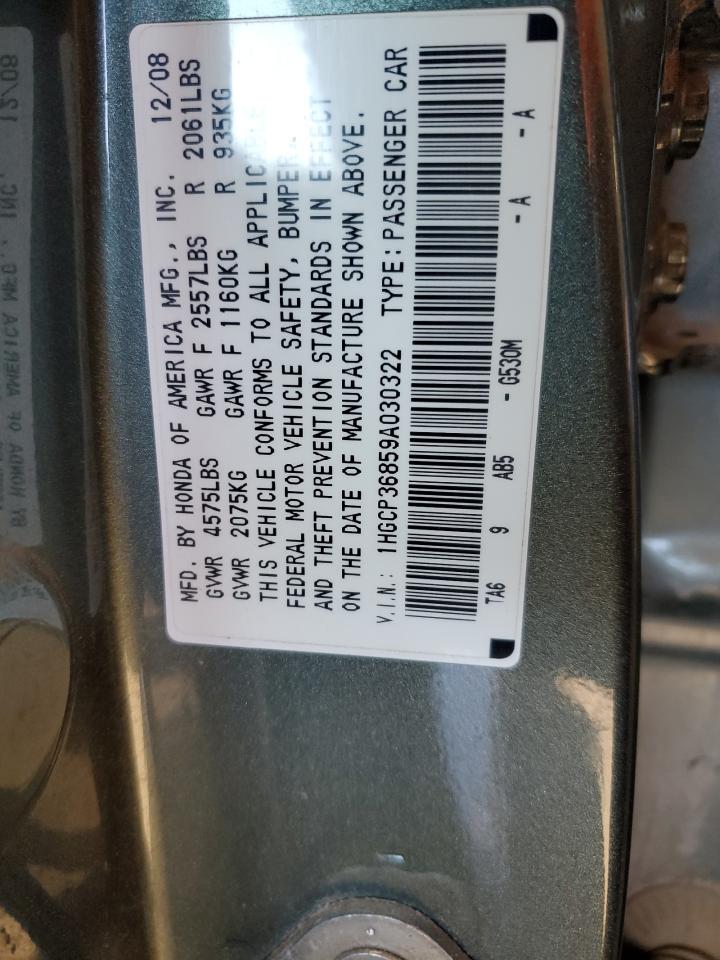 MFD. BY HONDA OF AMERICA MFG., INC. 12/08
GVWR 4575LBS GAWR F 2557LBS R 2061LBS
GVWR 2075KG GAWR F 1160KG R 935KG
THIS VEHICLE CONFORMS TO ALL
FEDERAL MOTOR VEHICLE SAFETY,
AND THEFT PREVENTION STANDARDS IN EFFECT
ON THE DATE OF MANUFACTURE SHOWN ABOVE.
V.I.N.: 1HGCP36859A030322 TYPE: PASSENGER CAR
TA6 9 AB5 - G530M - A - A